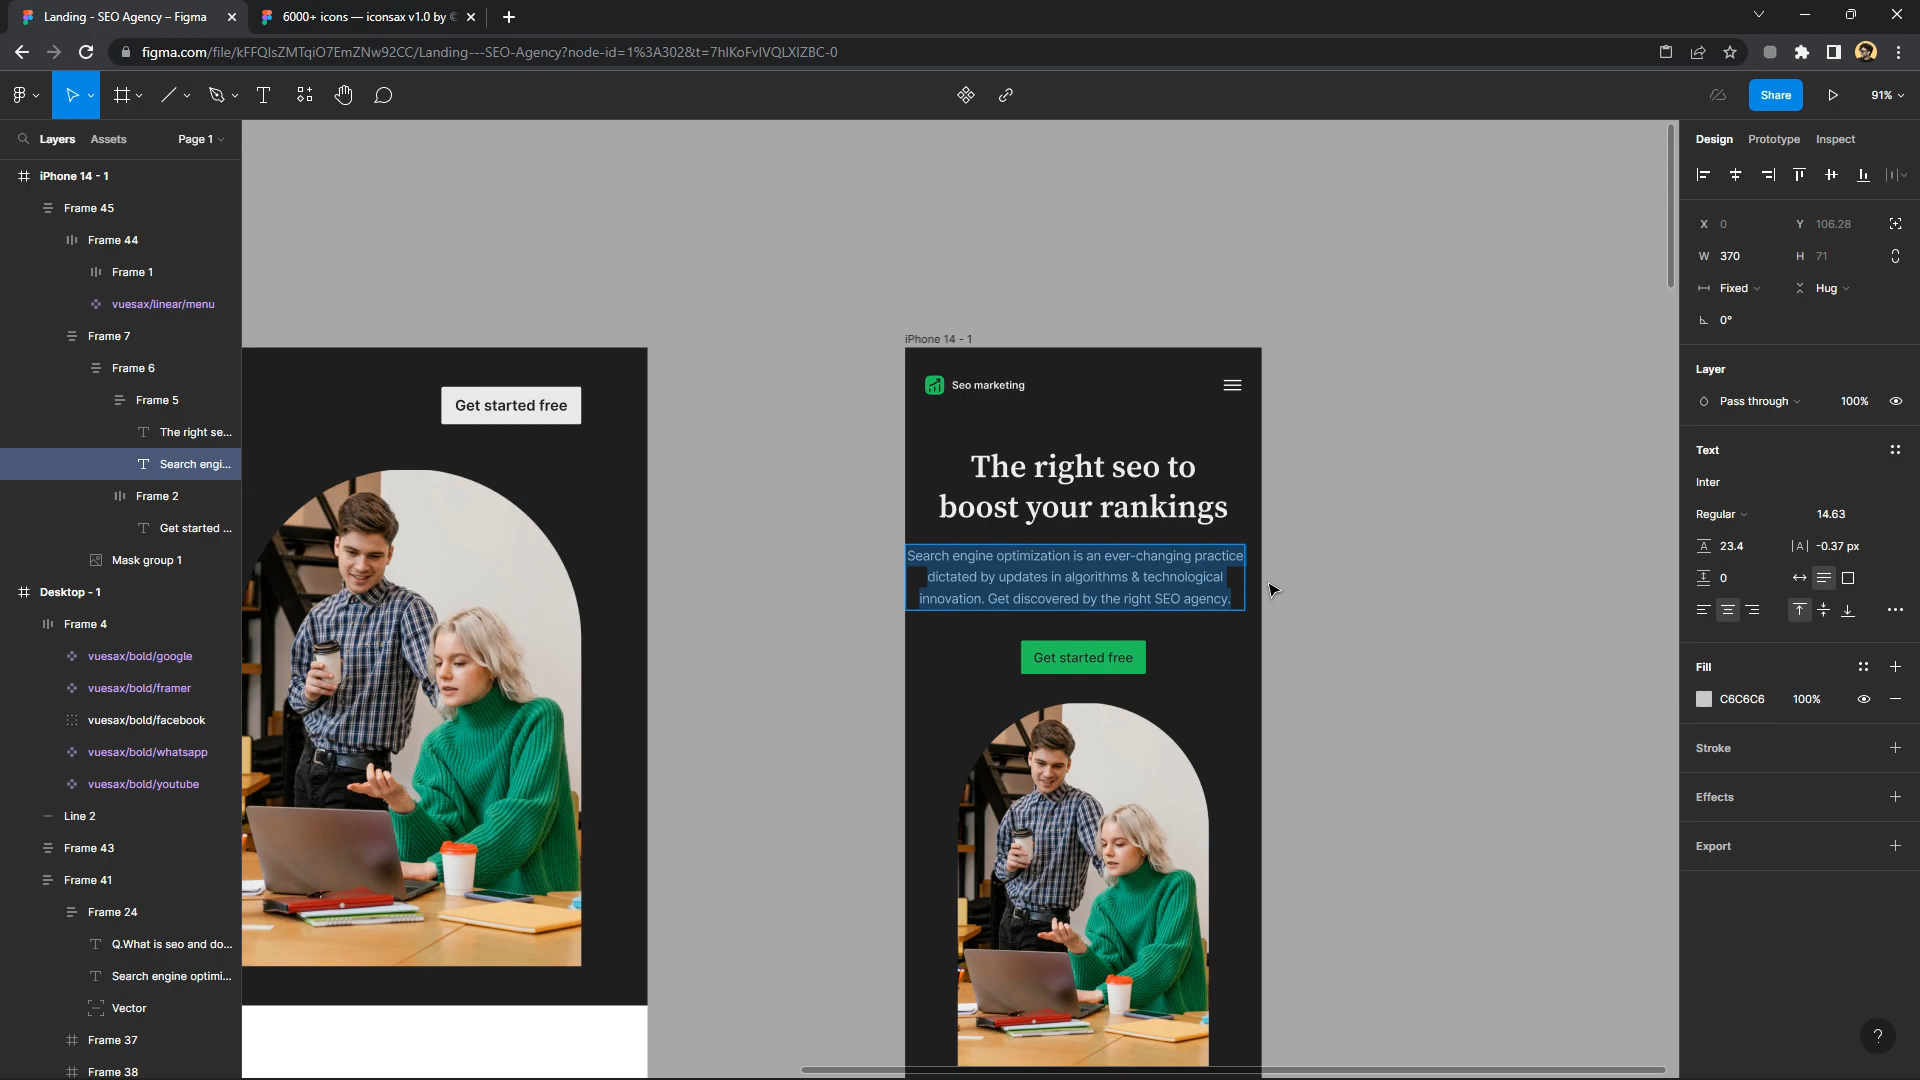 Landing - SEO Agency – Figma
6000+ icons — iconsax v1.0 by
figma.com/file/kFFQIsZMTqiO7EmZNw92CC/Landing---SEO-Agency?node-id=1%3A302&t=7hlKoFvIVQLXIZBC-0
Share
91%
Layers
Assets
Page 1
iPhone 14 - 1
Frame 45
Frame 44
Frame 1
vuesax/linear/menu
Frame 7
Frame 6
Frame 5
The right se...
Search engi...
Frame 2
Get started ...
Mask group 1
Desktop - 1
Frame 4
vuesax/bold/google
vuesax/bold/framer
vuesax/bold/facebook
vuesax/bold/whatsapp
vuesax/bold/youtube
Line 2
Frame 43
Frame 41
Frame 24
Q.What is seo and do...
Search engine optimi...
Vector
Frame 37
Frame 38
Get started free
iPhone 14 - 1
Seo marketing
The right seo to
boost your rankings
Search engine optimization is an ever-changing practice
dictated by updates in algorithms & technological
innovation. Get discovered by the right SEO agency.
Get started free
Design
Prototype
Inspect
X 0
Y 106.28
W 370
H 71
Fixed
Hug
0°
Layer
Pass through
100%
Text
Inter
Regular
14.63
23.4
-0.37 px
0
Fill
C6C6C6
100%
Stroke
Effects
Export
?